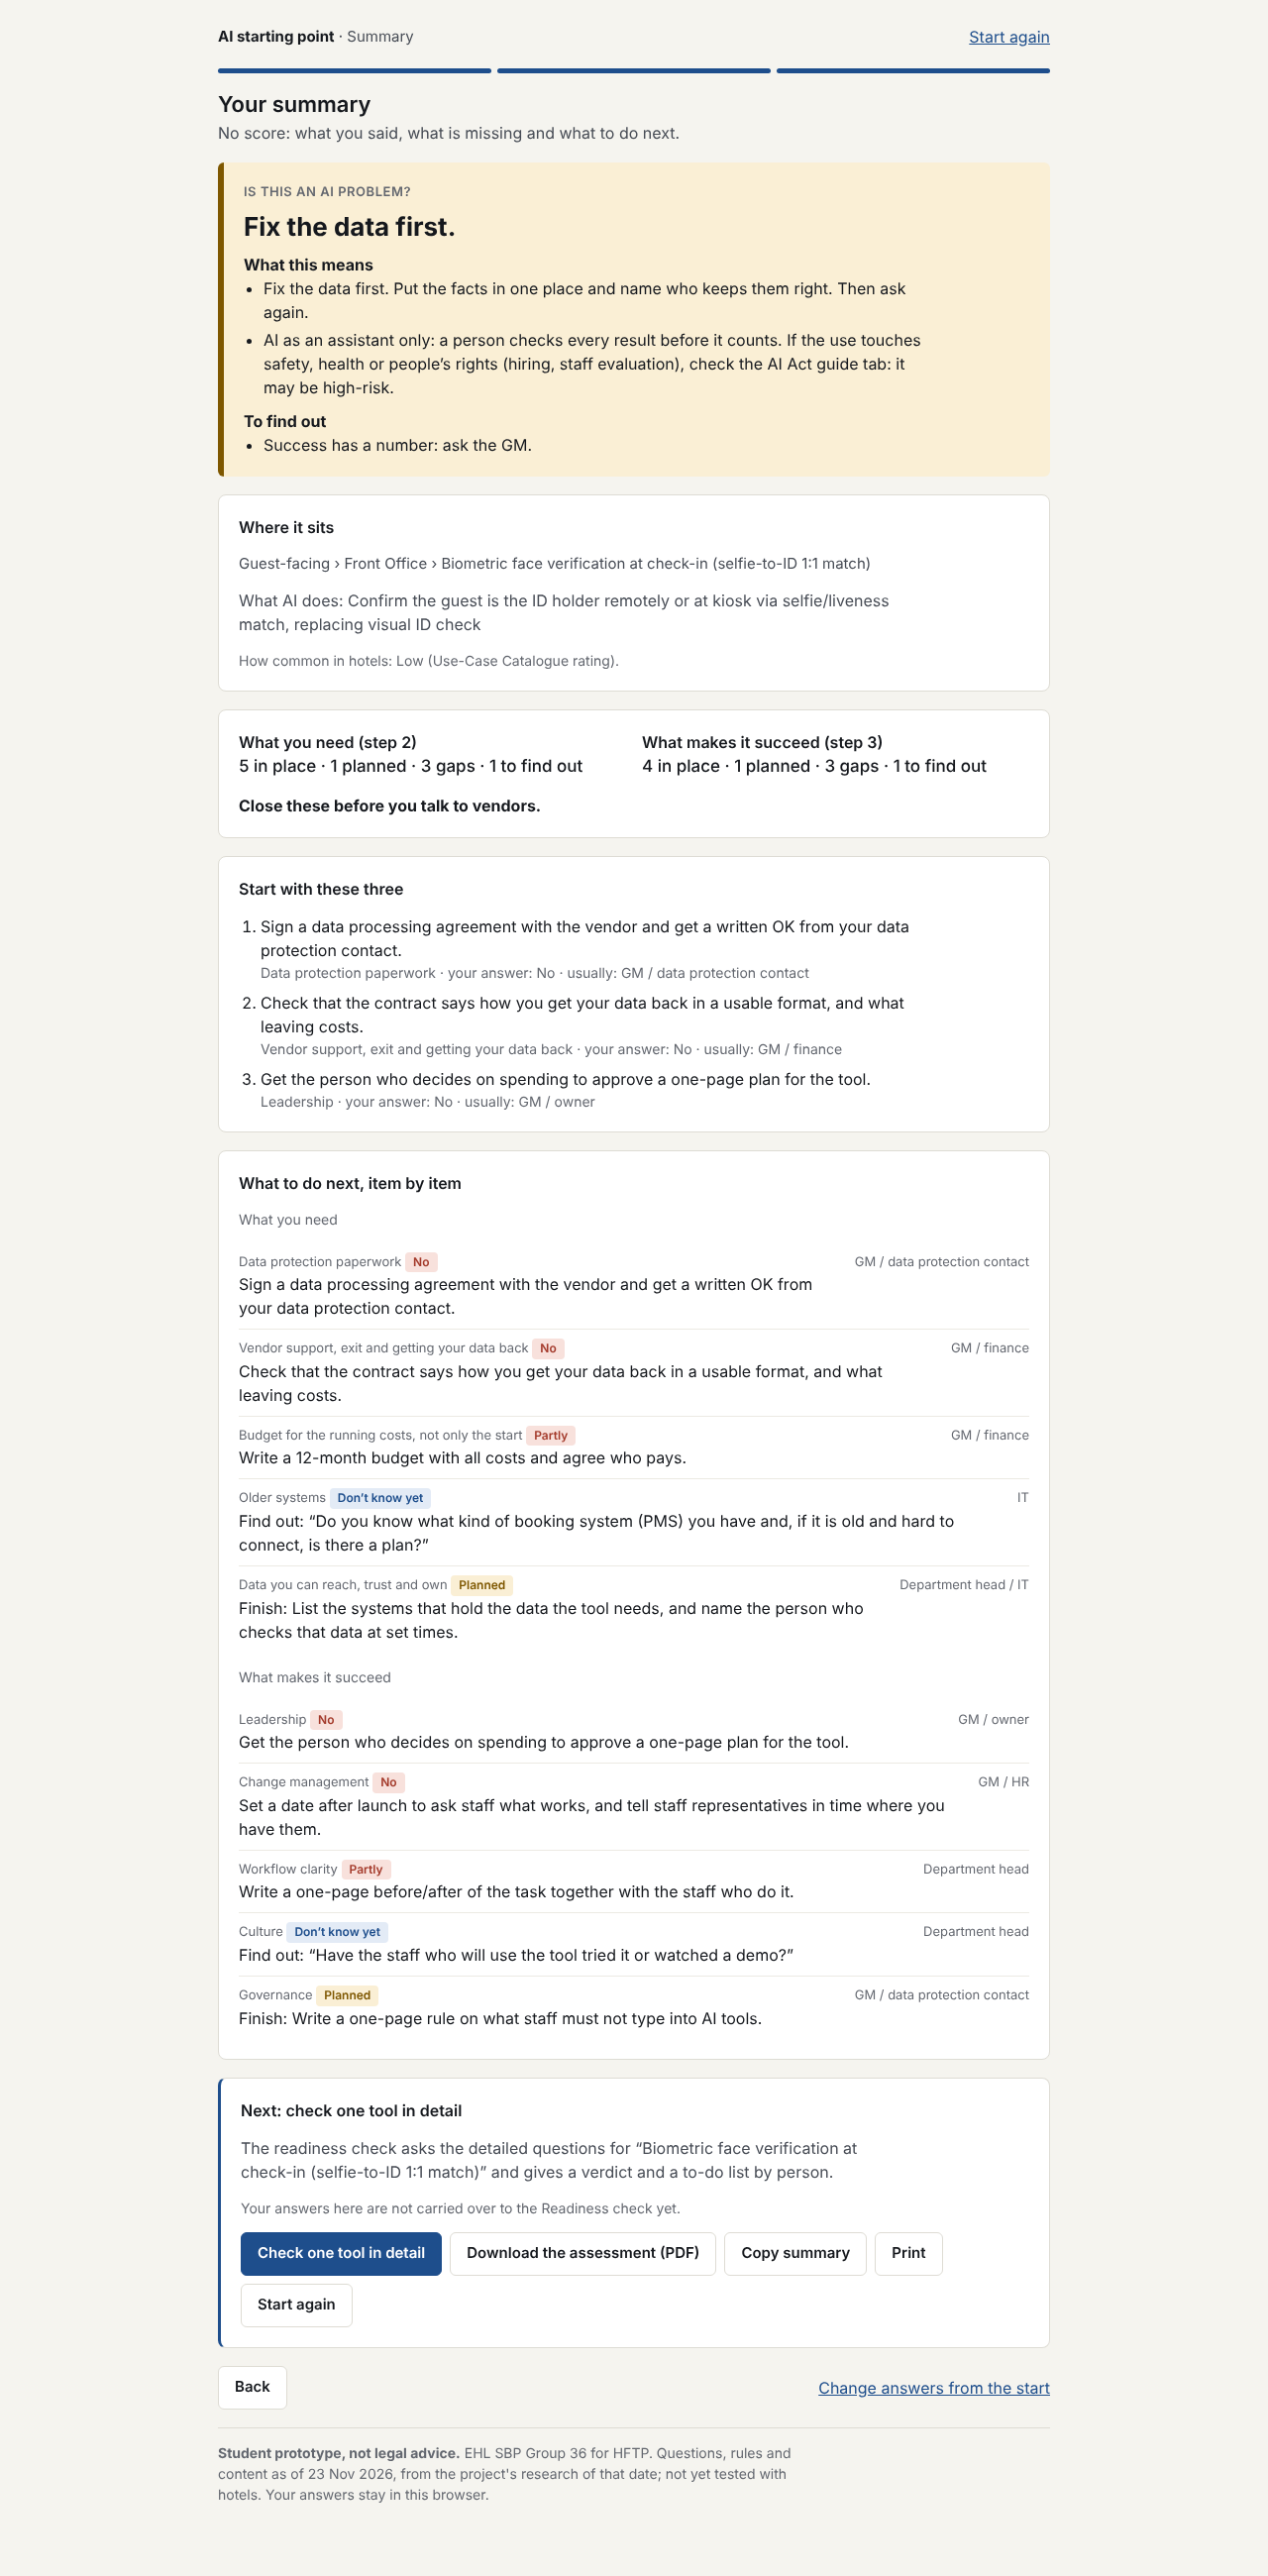 AI starting point · Summary
Start again
Your summary
No score: what you said, what is missing and what to do next.
IS THIS AN AI PROBLEM?
Fix the data first.
What this means
• Fix the data first. Put the facts in one place and name who keeps them right. Then ask
again.
• AI as an assistant only: a person checks every result before it counts. If the use touches
safety, health or people’s rights (hiring, staff evaluation), check the AI Act guide tab: it
may be high-risk.
To find out
• Success has a number: ask the GM.
Where it sits
Guest-facing › Front Office › Biometric face verification at check-in (selfie-to-ID 1:1 match)
What AI does: Confirm the guest is the ID holder remotely or at kiosk via selfie/liveness
match, replacing visual ID check
How common in hotels: Low (Use-Case Catalogue rating).
What you need (step 2)
5 in place · 1 planned · 3 gaps · 1 to find out
What makes it succeed (step 3)
4 in place · 1 planned · 3 gaps · 1 to find out
Close these before you talk to vendors.
Start with these three
1. Sign a data processing agreement with the vendor and get a written OK from your data
protection contact.
Data protection paperwork · your answer: No · usually: GM / data protection contact
2. Check that the contract says how you get your data back in a usable format, and what
leaving costs.
Vendor support, exit and getting your data back · your answer: No · usually: GM / finance
3. Get the person who decides on spending to approve a one-page plan for the tool.
Leadership · your answer: No · usually: GM / owner
What to do next, item by item
What you need
Data protection paperwork No
GM / data protection contact
Sign a data processing agreement with the vendor and get a written OK from
your data protection contact.
Vendor support, exit and getting your data back No
GM / finance
Check that the contract says how you get your data back in a usable format, and what
leaving costs.
Budget for the running costs, not only the start Partly
GM / finance
Write a 12-month budget with all costs and agree who pays.
Older systems Don’t know yet
IT
Find out: “Do you know what kind of booking system (PMS) you have and, if it is old and hard to
connect, is there a plan?”
Data you can reach, trust and own Planned
Department head / IT
Finish: List the systems that hold the data the tool needs, and name the person who
checks that data at set times.
What makes it succeed
Leadership No
GM / owner
Get the person who decides on spending to approve a one-page plan for the tool.
Change management No
GM / HR
Set a date after launch to ask staff what works, and tell staff representatives in time where you
have them.
Workflow clarity Partly
Department head
Write a one-page before/after of the task together with the staff who do it.
Culture Don’t know yet
Department head
Find out: “Have the staff who will use the tool tried it or watched a demo?”
Governance Planned
GM / data protection contact
Finish: Write a one-page rule on what staff must not type into AI tools.
Next: check one tool in detail
The readiness check asks the detailed questions for “Biometric face verification at
check-in (selfie-to-ID 1:1 match)” and gives a verdict and a to-do list by person.
Your answers here are not carried over to the Readiness check yet.
Check one tool in detail
Download the assessment (PDF)
Copy summary
Print
Start again
Back
Change answers from the start
Student prototype, not legal advice. EHL SBP Group 36 for HFTP. Questions, rules and
content as of 23 Nov 2026, from the project's research of that date; not yet tested with
hotels. Your answers stay in this browser.